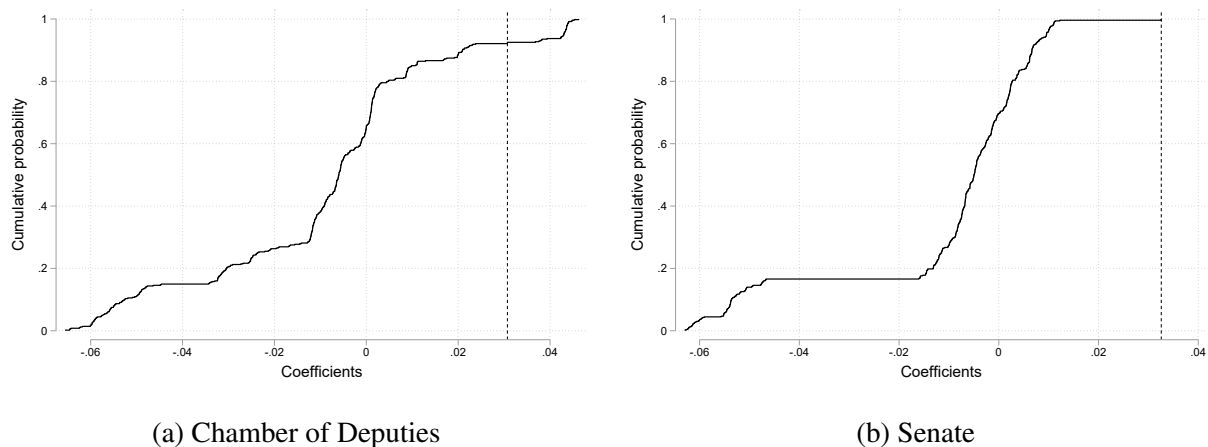 1
.8
.6
.4
.2
0
Cumulative probability
-.06 -.04 -.02 0 .02 .04
Coefficients
(a) Chamber of Deputies
1
.8
.6
.4
.2
0
Cumulative probability
-.06 -.04 -.02 0 .02 .04
Coefficients
(b) Senate